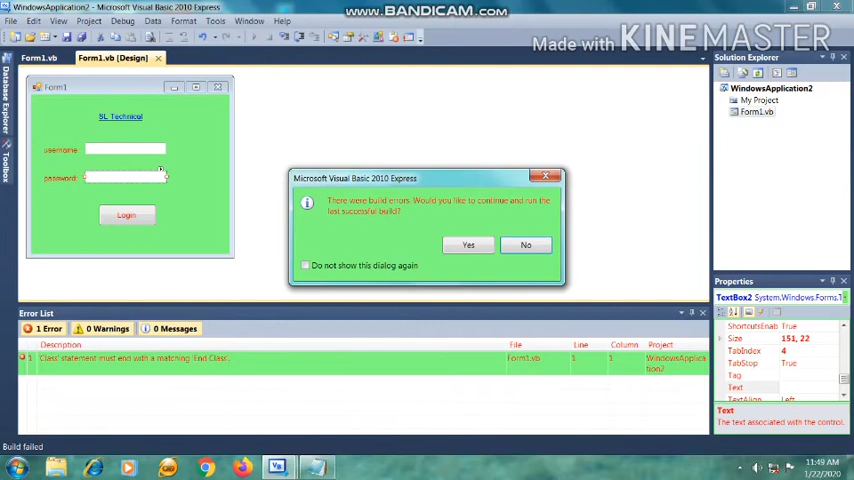 WindowsApplication2 - Microsoft Visual Basic 2010 Express
www.BANDICAM.com
File Edit View Project Debug Data Format Tools Window Help
Made with KINEMASTER
Form1.vb Form1.vb [Design]
Solution Explorer
Database Explorer
Toolbox
WindowsApplication2
My Project
Form1.vb
Form1
SL Technical
username:
password:
Login
Microsoft Visual Basic 2010 Express
There were build errors. Would you like to continue and run the
last successful build?
Yes No
Do not show this dialog again
Properties
TextBox2 System.Windows.Forms.T
ShortcutsEnab True
Size 151, 22
TabIndex 4
TabStop True
Tag
Text
TextAlign Left
Text
The text associated with the control.
Error List
1 Error 0 Warnings 0 Messages
Description File Line Column Project
1 'Class' statement must end with a matching 'End Class'. Form1.vb 1 1 WindowsApplica
tion2
Build failed
11:49 AM
1/22/2020